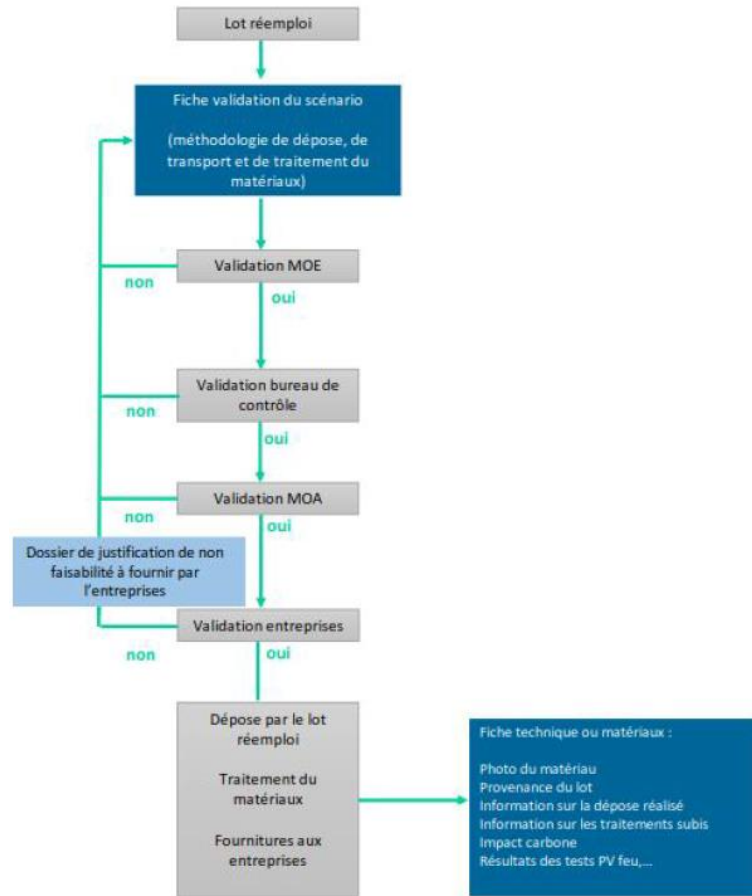 Lot réemploi
Fiche validation du scénario
(méthodologie de dépose, de
transport et de traitement du
matériaux)
Validation MOE
non
oui
Validation bureau de
contrôle
non
oui
Validation MOA
non
oui
Dossier de justification de non
faisabilité à fournir par
l'entreprises
Validation entreprises
non
oui
Dépose par le lot
réemploi
Traitement du
matériaux
Fournitures aux
entreprises
Fiche technique ou matériaux :
Photo du matériau
Provenance du lot
Information sur la dépose réalisé
Information sur les traitements subis
Impact carbone
Résultats des tests PV feu,...